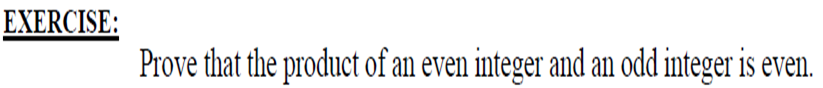 EXERCISE:
Prove that the product of an even integer and an odd integer is even.